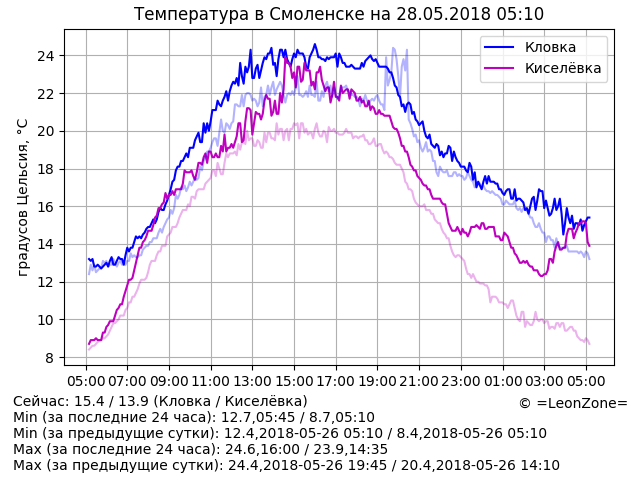 Температура в Смоленске на 28.05.2018 05:10
Кловка
Киселёвка
градусов Цельсия, °C
24
22
20
18
16
14
12
10
8
05:00 07:00 09:00 11:00 13:00 15:00 17:00 19:00 21:00 23:00 01:00 03:00 05:00
Сейчас: 15.4 / 13.9 (Кловка / Киселёвка)
© =LeonZone=
Min (за последние 24 часа): 12.7,05:45 / 8.7,05:10
Min (за предыдущие сутки): 12.4,2018-05-26 05:10 / 8.4,2018-05-26 05:10
Max (за последние 24 часа): 24.6,16:00 / 23.9,14:35
Max (за предыдущие сутки): 24.4,2018-05-26 19:45 / 20.4,2018-05-26 14:10